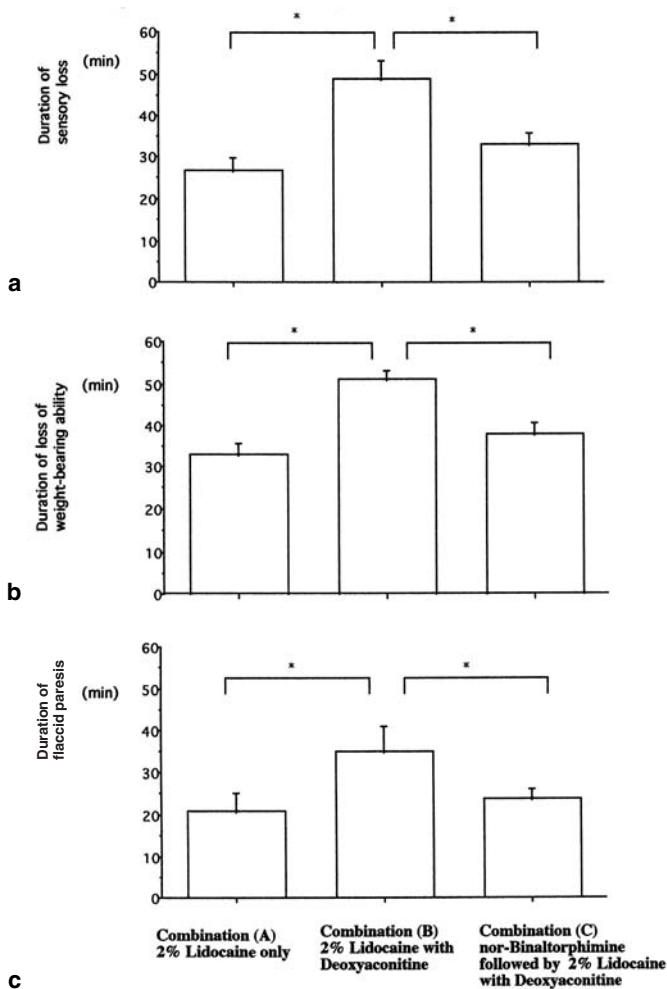 *
*
Duration of
sensory loss
(min)
60
50
40
30
20
10
0
a
*
*
Duration of loss of
weight-bearing ability
(min)
60
50
40
30
20
10
0
b
*
*
Duration of
flaccid paresis
(min)
60
50
40
30
20
10
0
Combination (A)
2% Lidocaine only
Combination (B)
2% Lidocaine with
Deoxyaconitine
Combination (C)
nor-Binaltorphimine
followed by 2% Lidocaine
with Deoxyaconitine
c